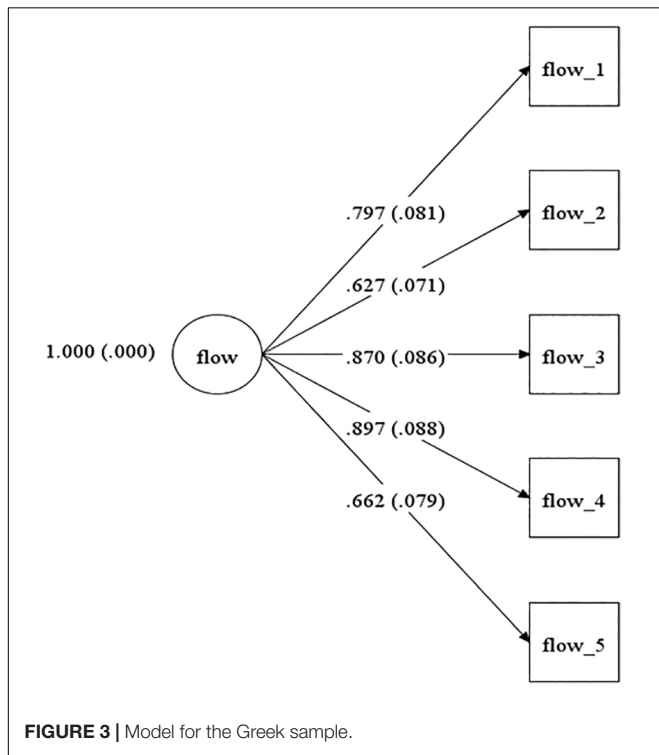 flow_1
.797 (.081)
flow_2
.627 (.071)
1.000 (.000)
flow
.870 (.086)
flow_3
.897 (.088)
flow_4
.662 (.079)
flow_5
FIGURE 3 | Model for the Greek sample.